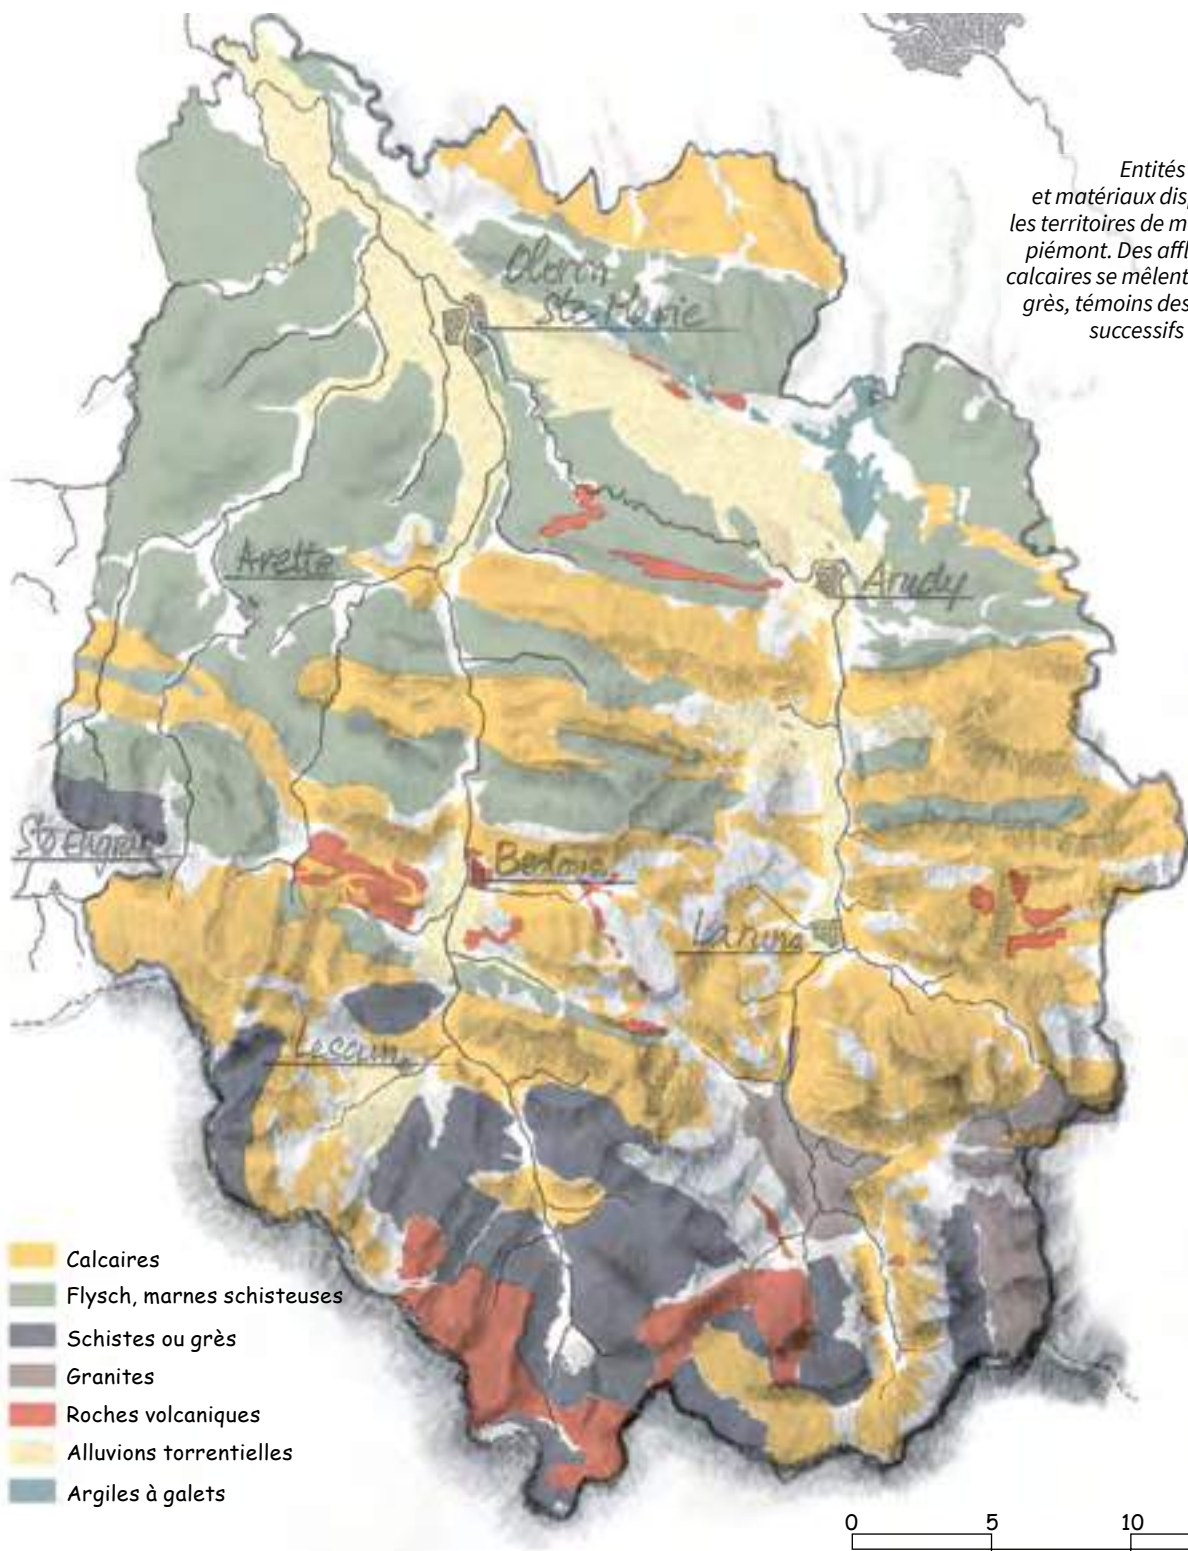 Entités
et matériaux dis
les territoires de m
piémont. Des affl
calcaires se mêlent
grès, témoins des
successifs
Oloron
Ste-Marie
Arette
Arudy
Ste Engrâce
Bedous
Laruns
Lescun
Calcaires
Flysch, marnes schisteuses
Schistes ou grès
Granites
Roches volcaniques
Alluvions torrentielles
Argiles à galets
0 5 10